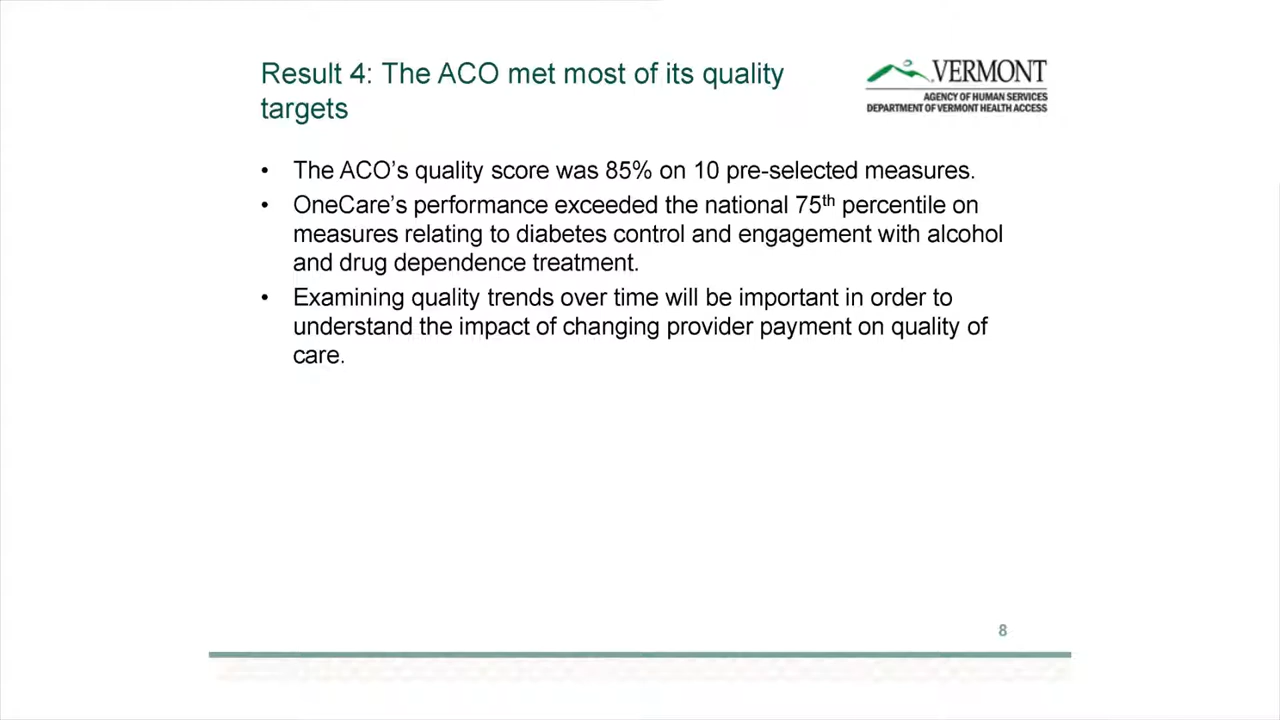 Result 4: The ACO met most of its quality
targets
VERMONT
AGENCY OF HUMAN SERVICES
DEPARTMENT OF VERMONT HEALTH ACCESS
• The ACO’s quality score was 85% on 10 pre-selected measures.
• OneCare’s performance exceeded the national 75th percentile on
measures relating to diabetes control and engagement with alcohol
and drug dependence treatment.
• Examining quality trends over time will be important in order to
understand the impact of changing provider payment on quality of
care.
8